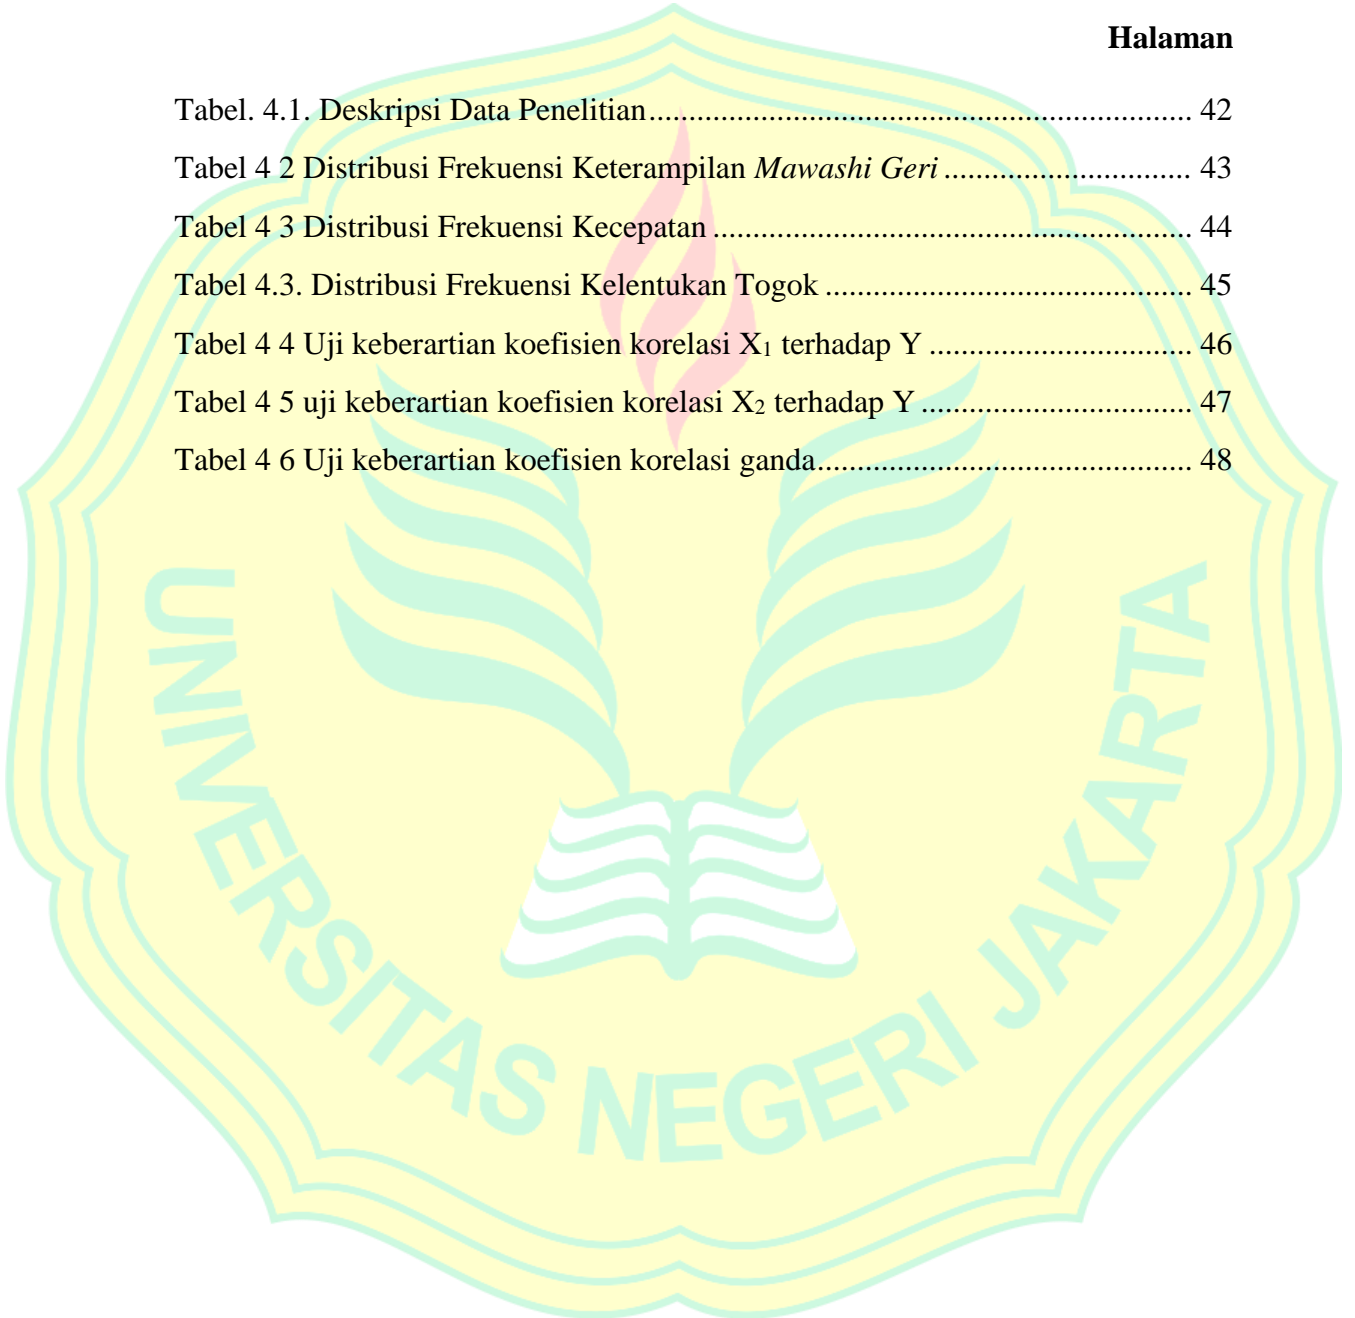 Halaman
Tabel. 4.1. Deskripsi Data Penelitian.................................................................... 42
Tabel 4 2 Distribusi Frekuensi Keterampilan Mawashi Geri ............................... 43
Tabel 4 3 Distribusi Frekuensi Kecepatan ............................................................ 44
Tabel 4.3. Distribusi Frekuensi Kelentukan Togok .............................................. 45
Tabel 4 4 Uji keberartian koefisien korelasi X₁ terhadap Y ................................. 46
Tabel 4 5 uji keberartian koefisien korelasi X₂ terhadap Y .................................. 47
Tabel 4 6 Uji keberartian koefisien korelasi ganda............................................... 48
UNIVERSITAS NEGERI JAKARTA